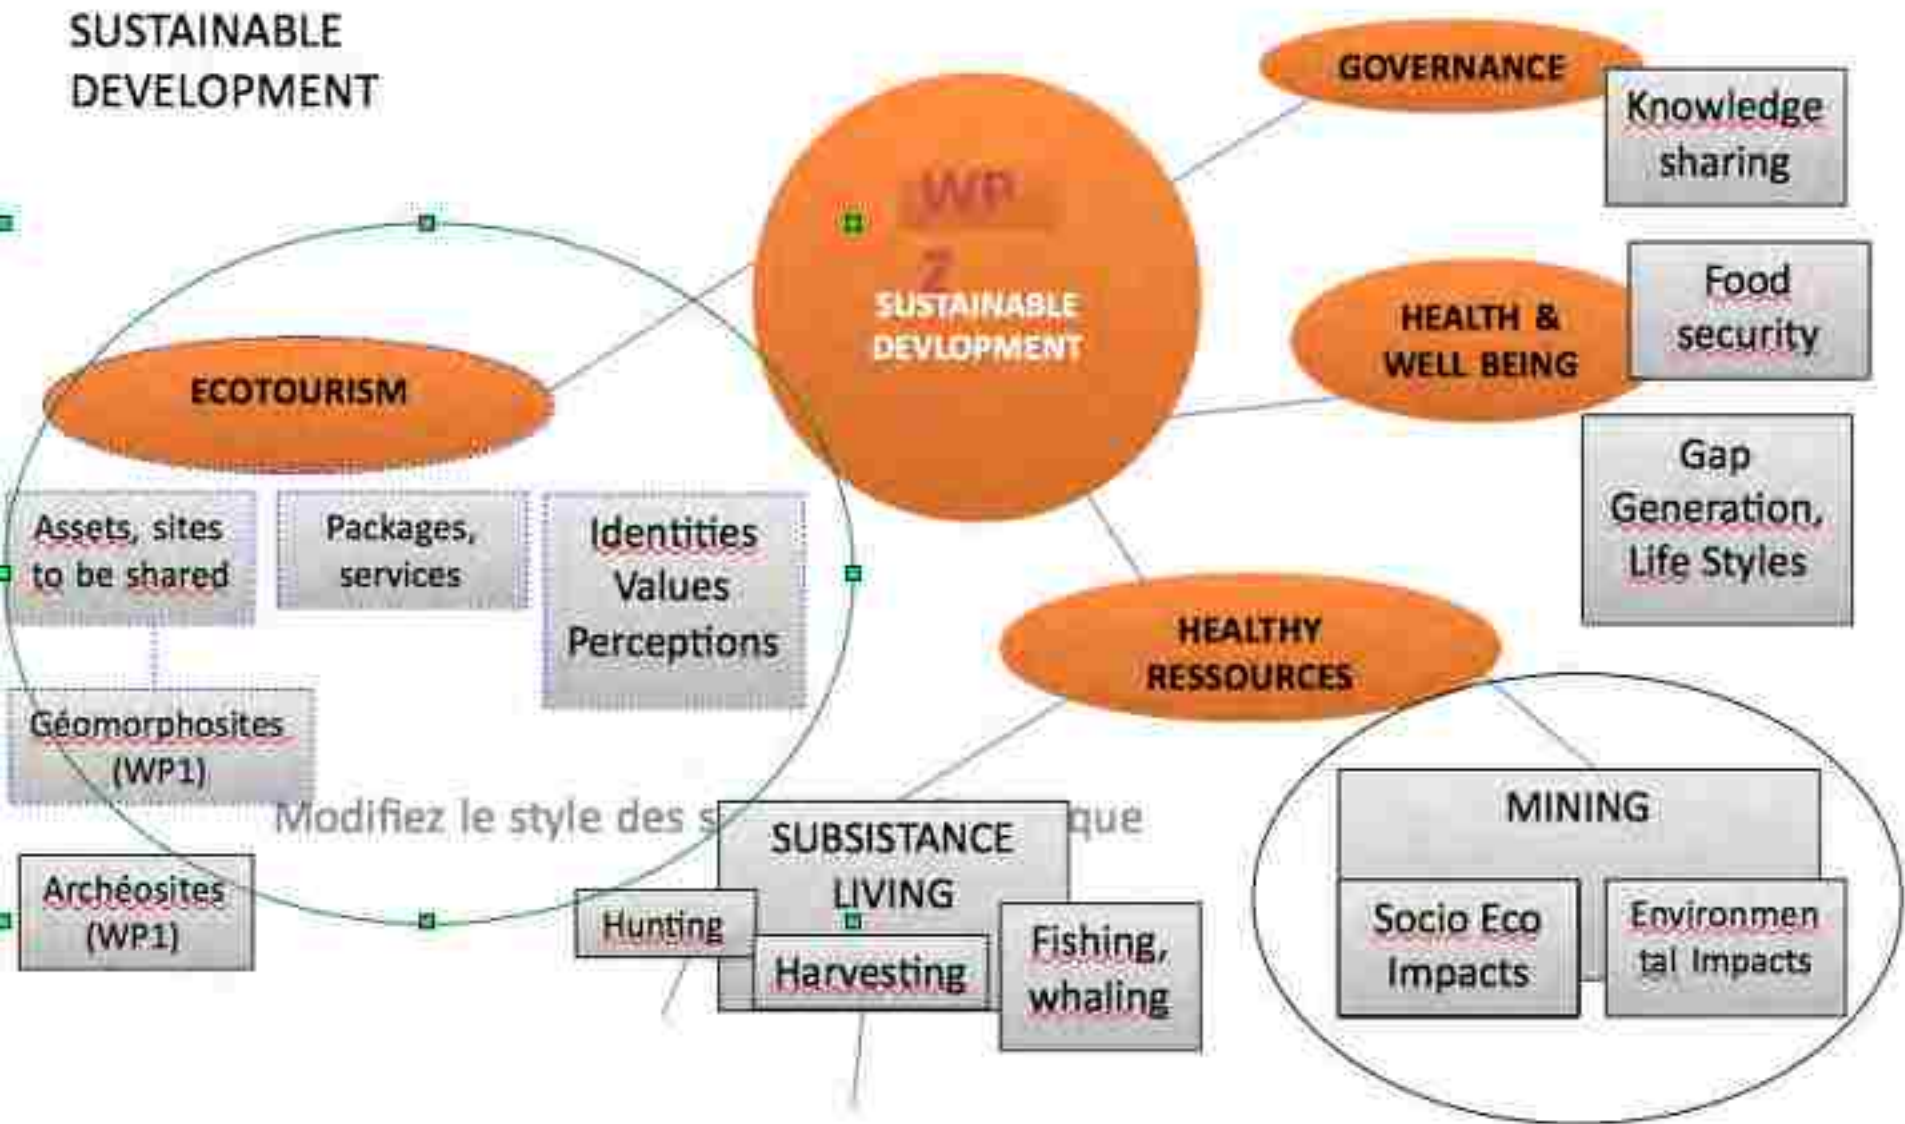 SUSTAINABLE
DEVELOPMENT
GOVERNANCE
Knowledge
sharing
WP
2
SUSTAINABLE
DEVLOPMENT
HEALTH &
WELL BEING
Food
security
Gap
Generation,
Life Styles
ECOTOURISM
Assets, sites
to be shared
Packages,
services
Identities
Values
Perceptions
Géomorphosites
(WP1)
Archéosites
(WP1)
HEALTHY
RESSOURCES
Modifiez le style des s
que
SUBSISTANCE
LIVING
Hunting
Harvesting
Fishing,
whaling
MINING
Socio Eco
Impacts
Environmen
tal Impacts